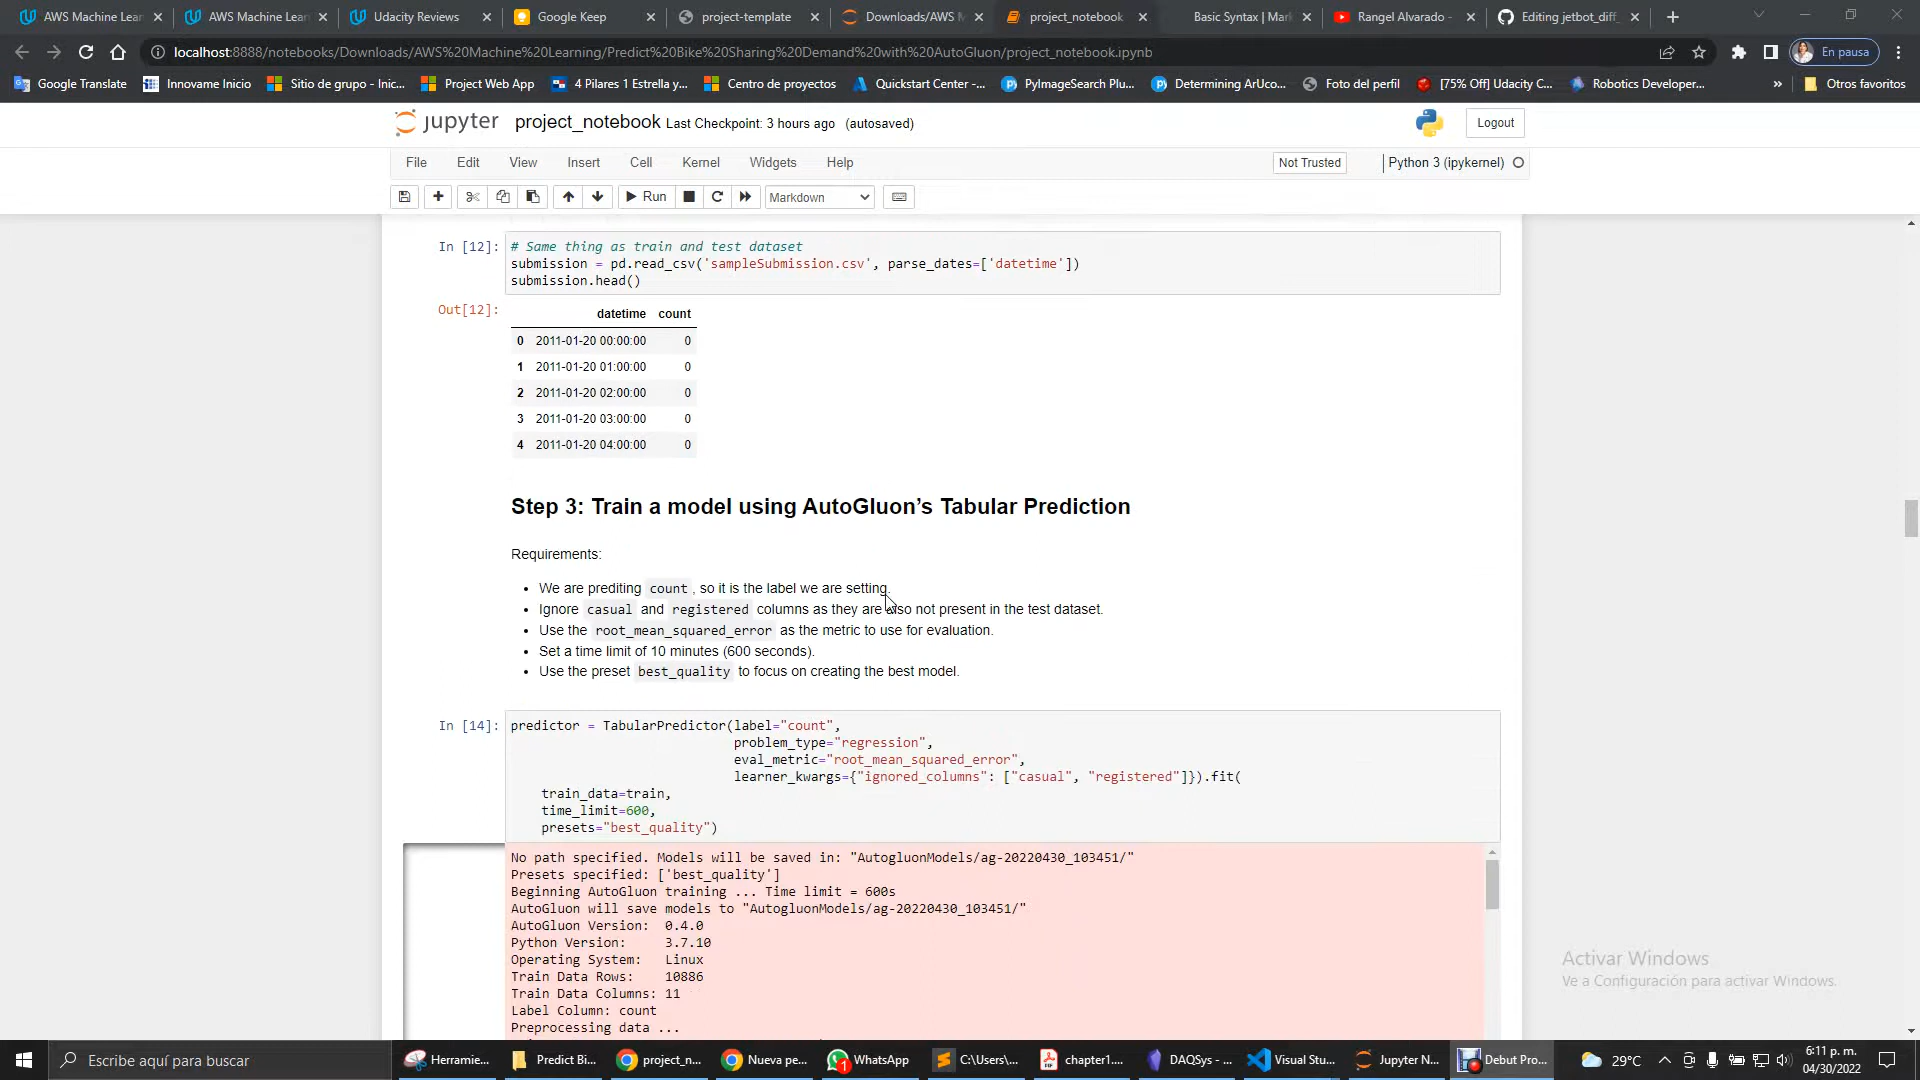 AWS Machine Lear
AWS Machine Lear
Udacity Reviews
Google Keep
project-template
Downloads/AWS M
project_notebook
Basic Syntax | Mark
Rangel Alvarado -
Editing jetbot_diff_
localhost:8888/notebooks/Downloads/AWS%20Machine%20Learning/Predict%20Bike%20Sharing%20Demand%20with%20AutoGluon/project_notebook.ipynb
En pausa
Google Translate
Innovame Inicio
Sitio de grupo - Inic...
Project Web App
4 Pilares 1 Estrella y...
Centro de proyectos
Quickstart Center -...
PyImageSearch Plu...
Determining ArUco...
Foto del perfil
[75% Off] Udacity C...
Robotics Developer...
»
Otros favoritos
jupyter
project_notebook Last Checkpoint: 3 hours ago (autosaved)
Logout
File Edit View Insert Cell Kernel Widgets Help
Not Trusted
Python 3 (ipykernel)
Run
Markdown
In [12]:
# Same thing as train and test dataset
submission = pd.read_csv('sampleSubmission.csv', parse_dates=['datetime'])
submission.head()
Out[12]:
datetime count
0 2011-01-20 00:00:00 0
1 2011-01-20 01:00:00 0
2 2011-01-20 02:00:00 0
3 2011-01-20 03:00:00 0
4 2011-01-20 04:00:00 0
Step 3: Train a model using AutoGluon’s Tabular Prediction
Requirements:
• We are prediting count , so it is the label we are setting.
• Ignore casual and registered columns as they are also not present in the test dataset.
• Use the root_mean_squared_error as the metric to use for evaluation.
• Set a time limit of 10 minutes (600 seconds).
• Use the preset best_quality to focus on creating the best model.
In [14]:
predictor = TabularPredictor(label="count",
problem_type="regression",
eval_metric="root_mean_squared_error",
learner_kwargs={"ignored_columns": ["casual", "registered"]}).fit(
train_data=train,
time_limit=600,
presets="best_quality")
No path specified. Models will be saved in: "AutogluonModels/ag-20220430_103451/"
Presets specified: ['best_quality']
Beginning AutoGluon training ... Time limit = 600s
AutoGluon will save models to "AutogluonModels/ag-20220430_103451/"
AutoGluon Version: 0.4.0
Python Version: 3.7.10
Operating System: Linux
Train Data Rows: 10886
Train Data Columns: 11
Label Column: count
Preprocessing data ...
Activar Windows
Ve a Configuración para activar Windows.
Escribe aquí para buscar
Herramie...
Predict Bi...
project_n...
Nueva pe...
1
WhatsApp
C:\Users\...
chapter1....
DAQSys - ...
Visual Stu...
Jupyter N...
Debut Pro...
29°C
6:11 p. m.
04/30/2022